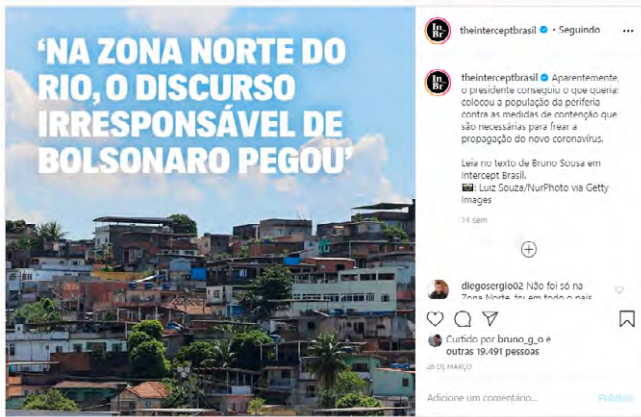 ‘NA ZONA NORTE DO
RIO, O DISCURSO
IRRESPONSÁVEL DE
BOLSONARO PEGOU’
In_
Br
theinterceptbrasil • Seguindo
In_
Br
theinterceptbrasil Aparentemente,
o presidente conseguiu o que queria:
colocou a população da periferia
contra as medidas de contenção que
são necessárias para frear a
propagação do novo coronavírus.
Leia no texto de Bruno Sousa em
Intercept Brasil.
📷: Luiz Souza/NurPhoto via Getty
Images
14 sem
diegosergio02 Não foi só na
Zona Norte, foi em todo o país
Curtido por bruno_g_o e
outras 19.491 pessoas
26 DE MARÇO
Adicione um comentário...
Publicar